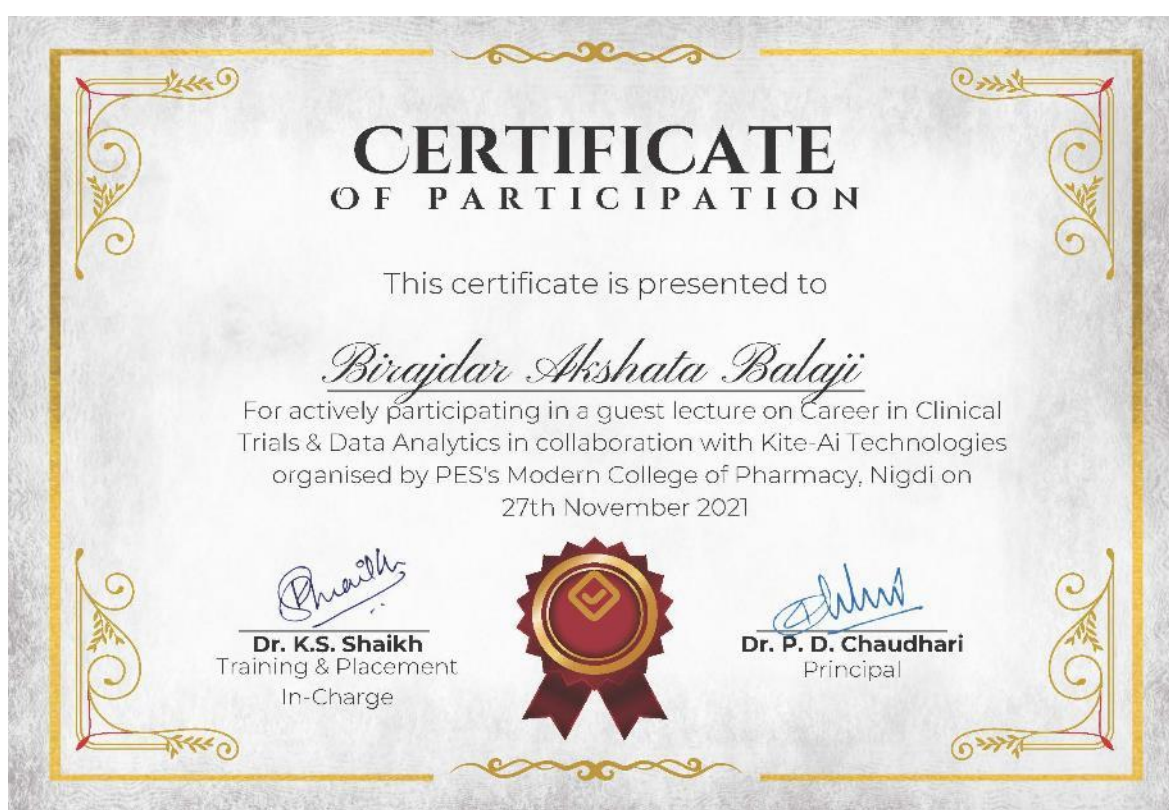 CERTIFICATE
OF PARTICIPATION
This certificate is presented to
Birajdar Akshata Balaji
For actively participating in a guest lecture on Career in Clinical
Trials & Data Analytics in collaboration with Kite-Ai Technologies
organised by PES's Modern College of Pharmacy, Nigdi on
27th November 2021
Dr. K.S. Shaikh
Training & Placement
In-Charge
Dr. P. D. Chaudhari
Principal